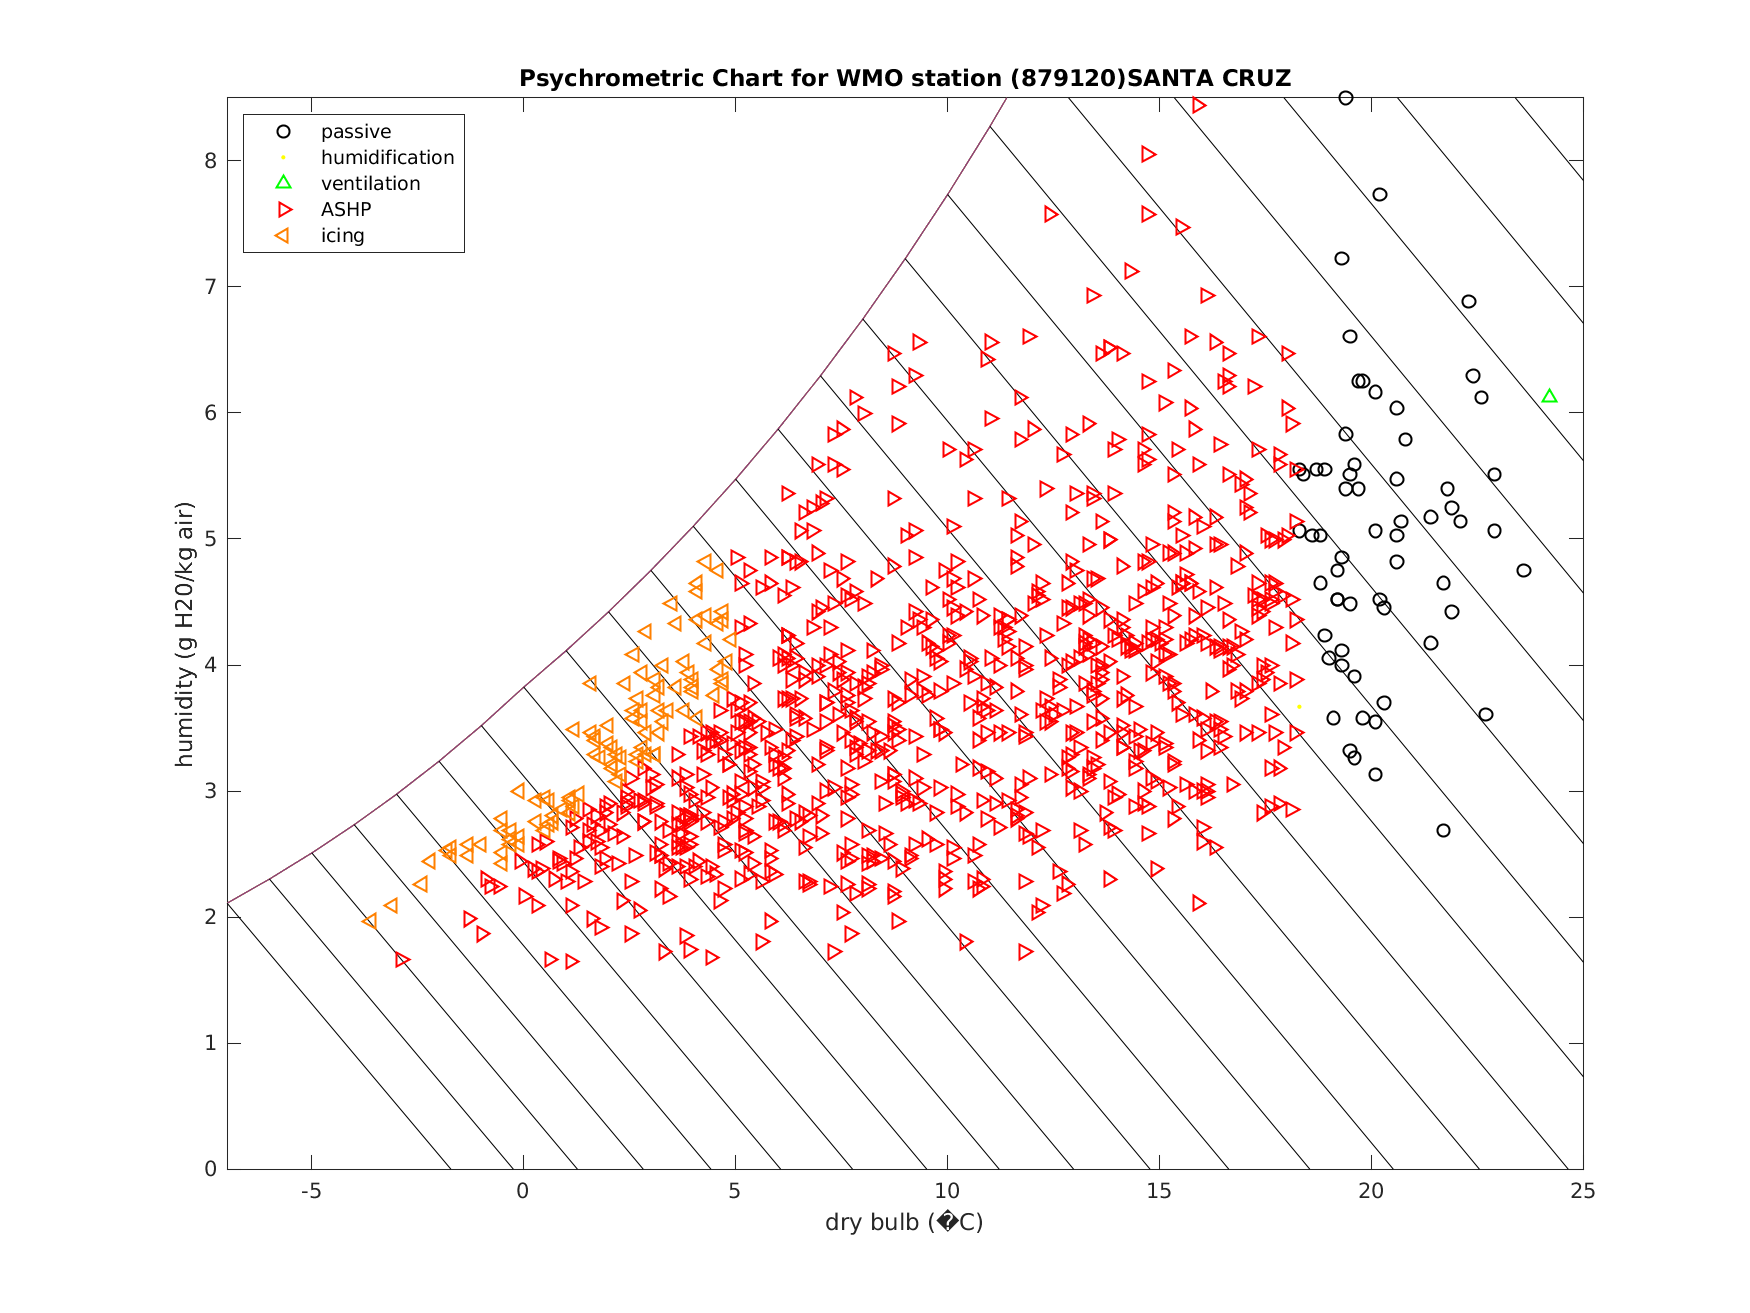 Psychrometric Chart for WMO station (879120)SANTA CRUZ
passive
humidification
ventilation
ASHP
icing
humidity (g H20/kg air)
8
7
6
5
4
3
2
1
0
-5
0
5
10
15
20
25
dry bulb (�C)